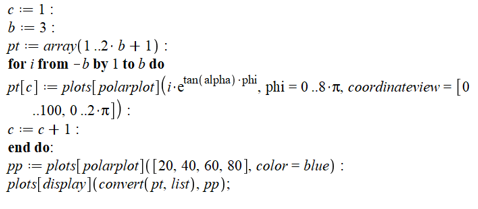 c := 1 :
b := 3 :
pt := array(1 ..2· b + 1) :
for i from −b by 1 to b do
pt[c] := plots[polarplot](i·e^tan(alpha)·phi, phi = 0 ..8·π, coordinateview = [0
..100, 0 ..2·π]) :
c := c + 1 :
end do:
pp := plots[polarplot]([20, 40, 60, 80], color = blue) :
plots[display](convert(pt, list), pp);